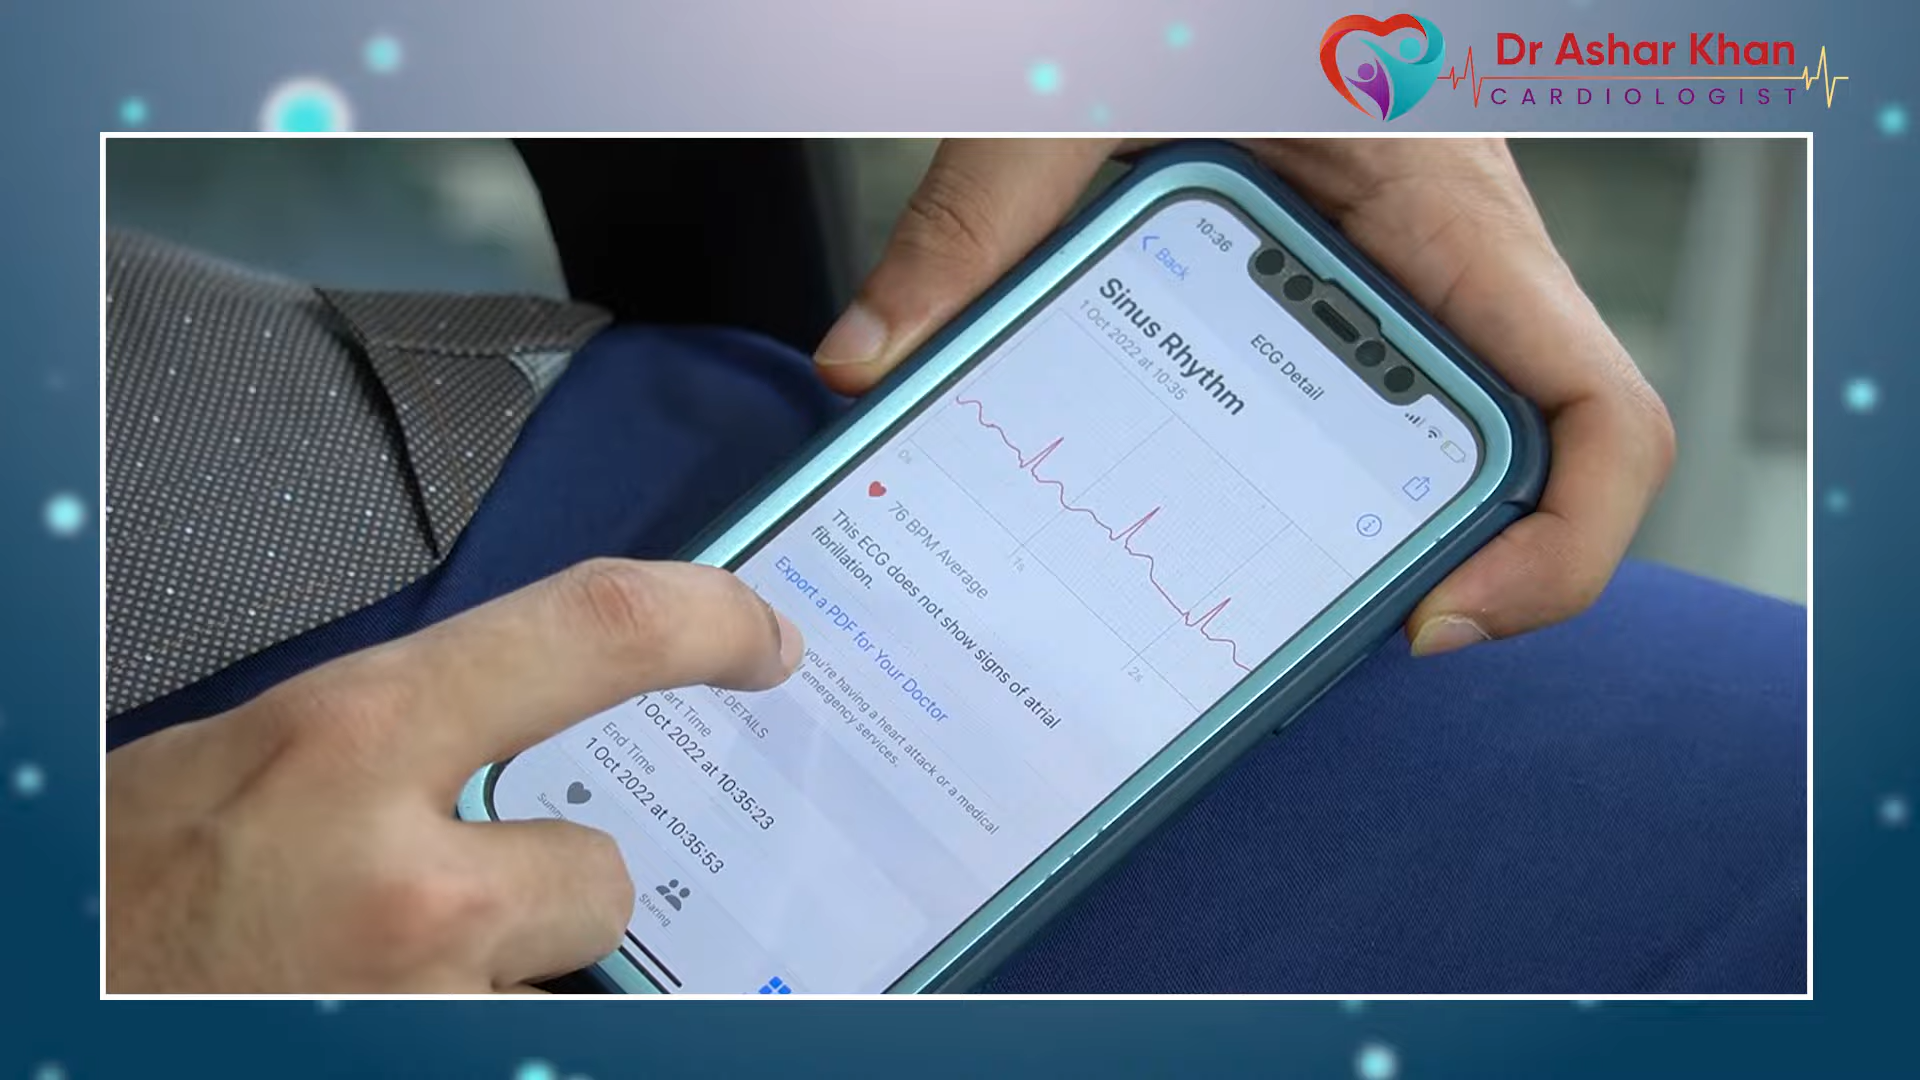 Dr Ashar Khan
CARDIOLOGIST
10:36
Back
ECG Detail
Sinus Rhythm
1 Oct 2022 at 10:35
0s
1s
2s
76 BPM Average
This ECG does not show signs of atrial
fibrillation.
Export a PDF for Your Doctor
you're having a heart attack or a medical
emergency services.
DETAILS
Time
1 Oct 2022 at 10:35:23
End Time
1 Oct 2022 at 10:35:53
Sharing